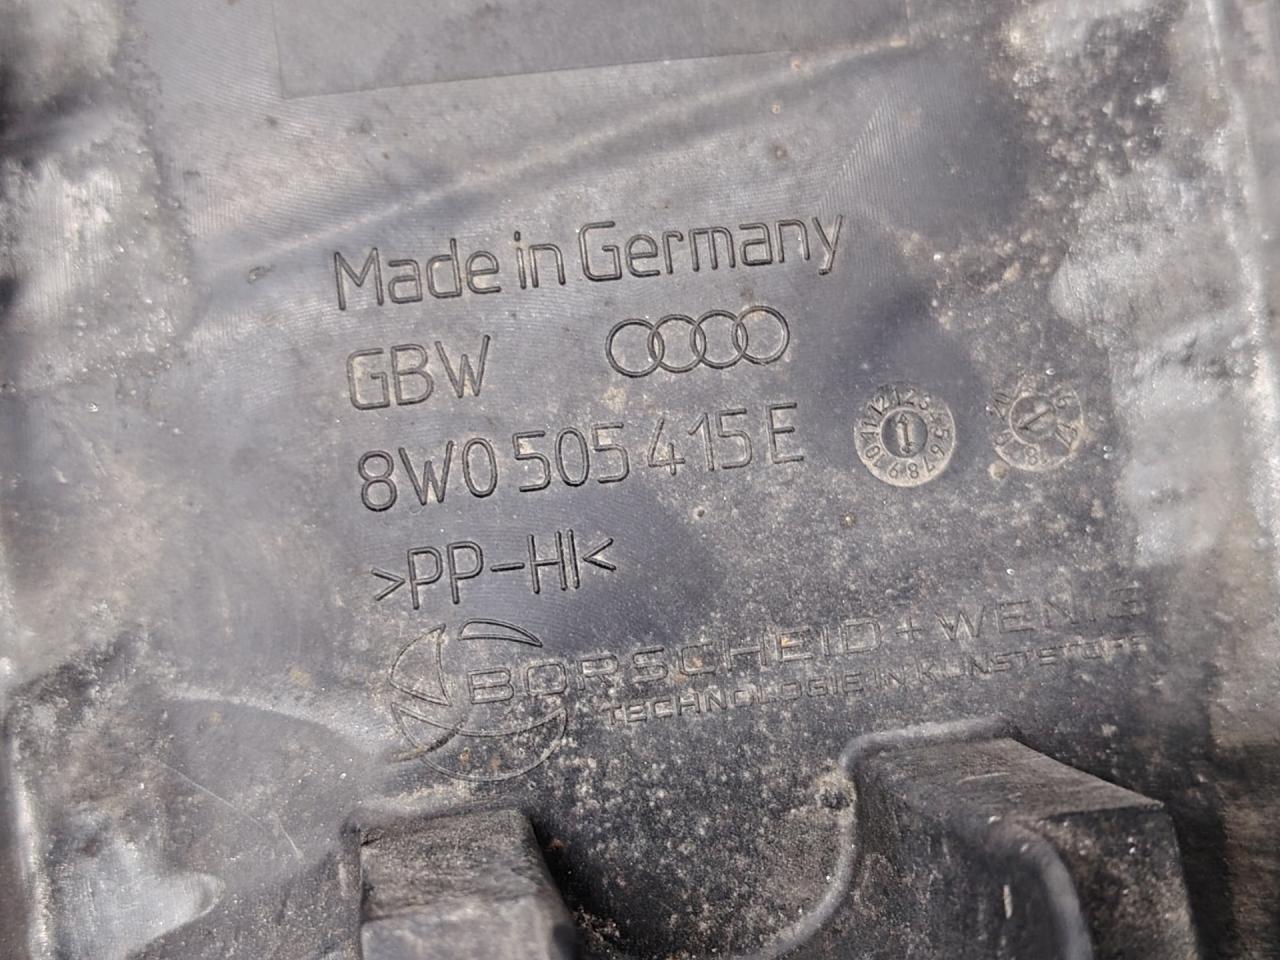 Made in Germany
GBW
8W0 505 415 E
>PP-HI<
BORSCHEID + WENIG
TECHNOLOGIE IN KUNSTSTOFF